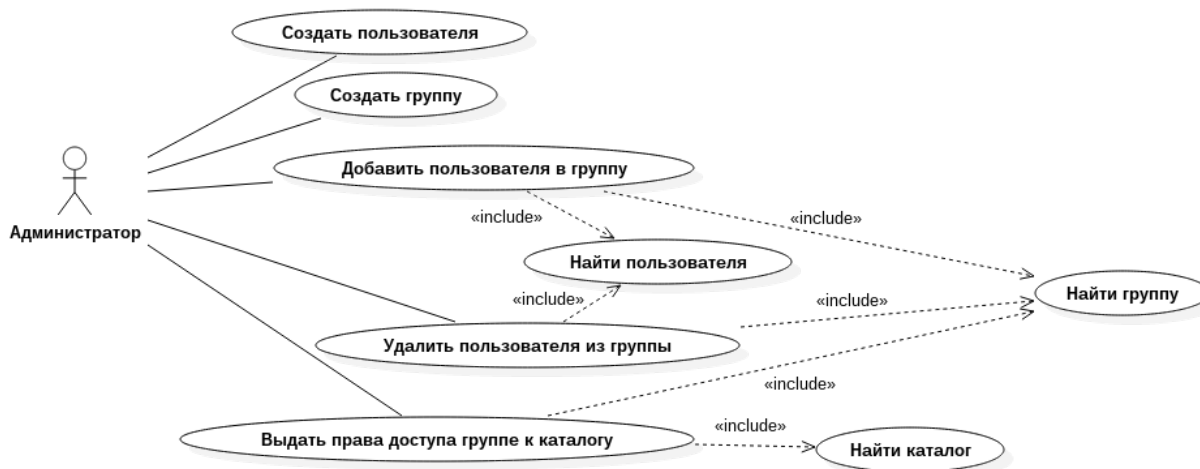 Создать пользователя
Создать группу
Добавить пользователя в группу
«include»
«include»
Администратор
Найти пользователя
Найти группу
«include»
«include»
Удалить пользователя из группы
«include»
«include»
Выдать права доступа группе к каталогу
Найти каталог